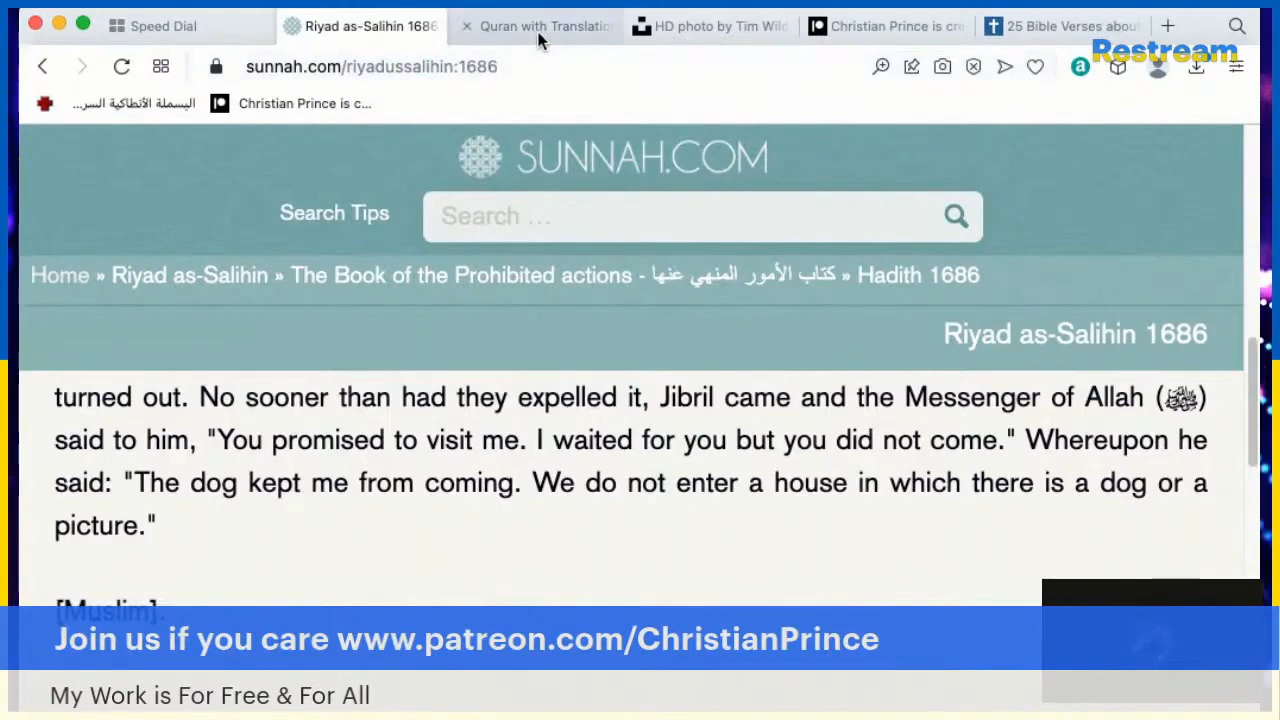 Speed Dial
Riyad as-Salihin 1686
Quran with Translatio
HD photo by Tim Wild
Christian Prince is cre
25 Bible Verses about
Restream
sunnah.com/riyadussalihin:1686
البسملة الأنطاكية السر...
Christian Prince is c...
SUNNAH.COM
Search Tips
Search ...
Home » Riyad as-Salihin » The Book of the Prohibited actions - كتاب الأمور المنهي عنها » Hadith 1686
Riyad as-Salihin 1686
turned out. No sooner than had they expelled it, Jibril came and the Messenger of Allah (ﷺ)
said to him, "You promised to visit me. I waited for you but you did not come." Whereupon he
said: "The dog kept me from coming. We do not enter a house in which there is a dog or a
picture."
[Muslim].
Join us if you care www.patreon.com/ChristianPrince
My Work is For Free & For All